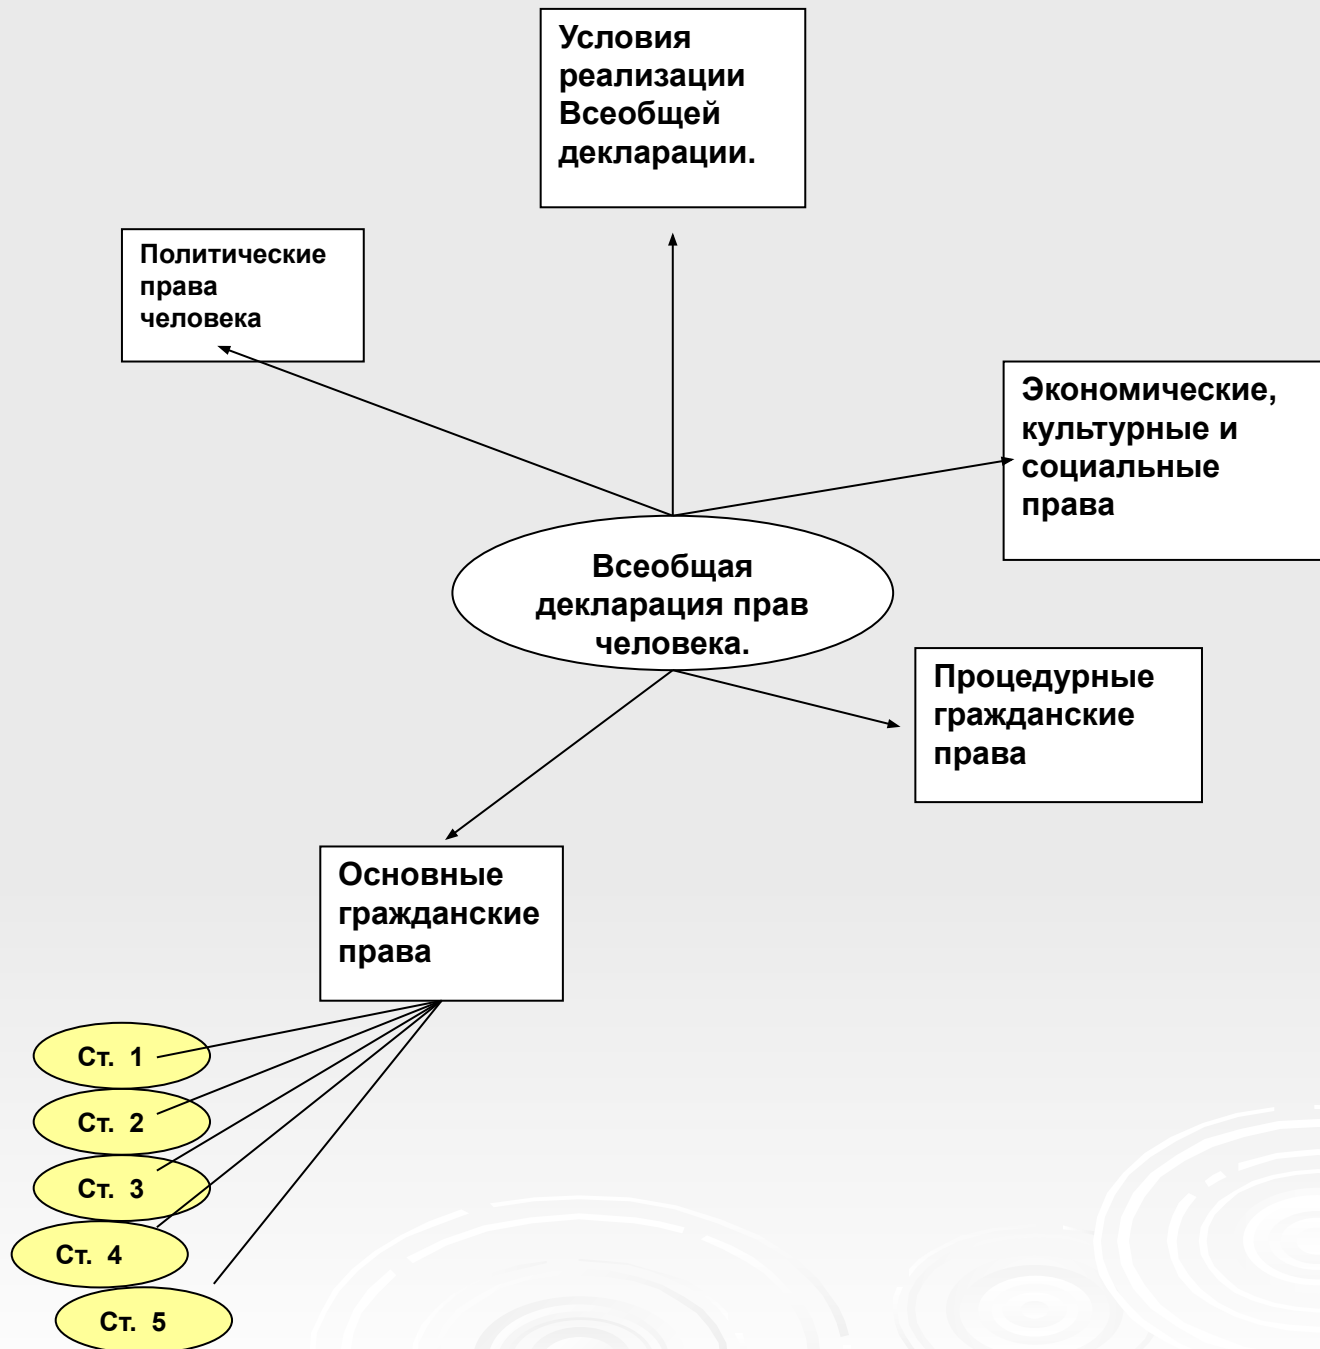 Условия
реализации
Всеобщей
декларации.
Политические
права
человека
Экономические,
культурные и
социальные
права
Всеобщая
декларация прав
человека.
Процедурные
гражданские
права
Основные
гражданские
права
Ст. 1
Ст. 2
Ст. 3
Ст. 4
Ст. 5